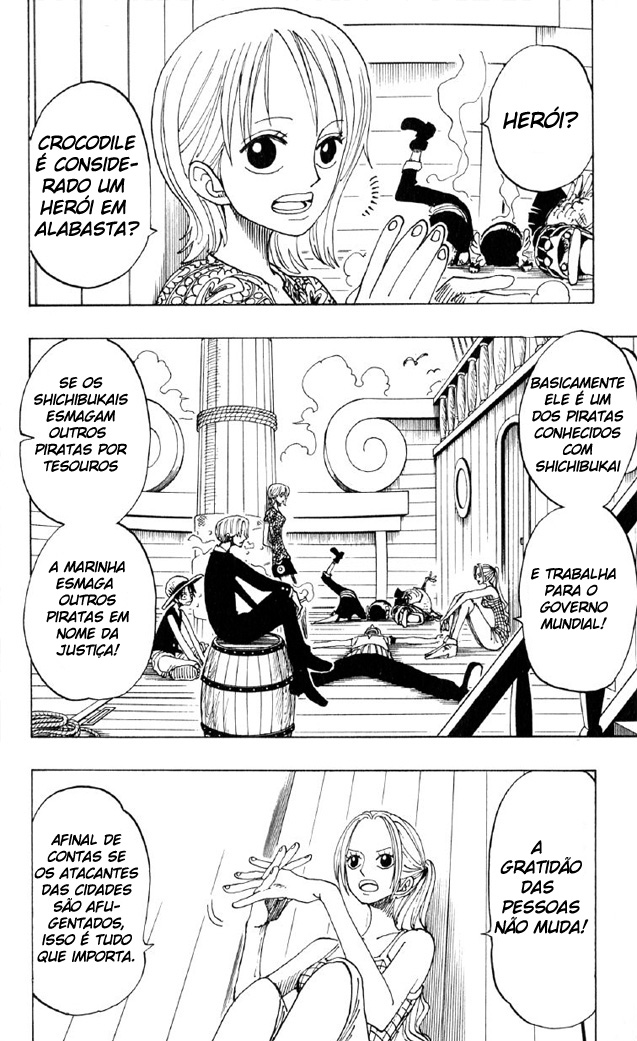 HERÓI?
CROCODILE
É CONSIDE-
RADO UM
HERÓI EM
ALABASTA?
BASICAMENTE
ELE É UM
DOS PIRATAS
CONHECIDOS
COM
SHICHIBUKAI
E TRABALHA
PARA O
GOVERNO
MUNDIAL!
SE OS
SHICHIBUKAIS
ESMAGAM
OUTROS
PIRATAS POR
TESOUROS
A MARINHA
ESMAGA
OUTROS
PIRATAS EM
NOME DA
JUSTIÇA!
A
GRATIDÃO
DAS
PESSOAS
NÃO MUDA!
AFINAL DE
CONTAS SE
OS ATACANTES
DAS CIDADES
SÃO AFU-
GENTADOS,
ISSO É TUDO
QUE IMPORTA.